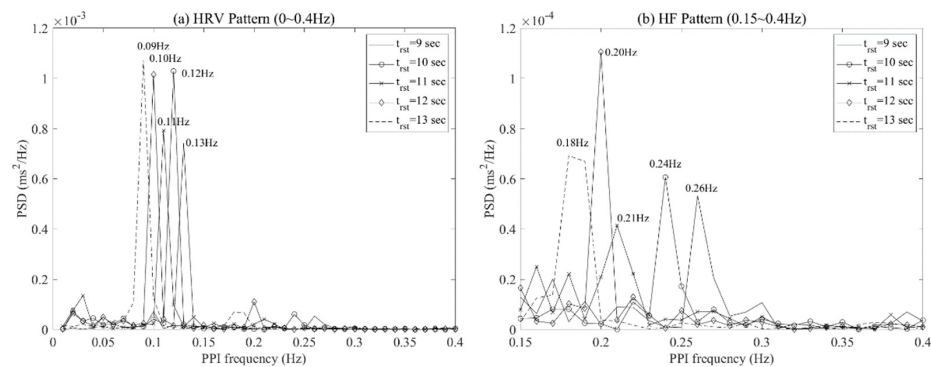 (a) HRV Pattern (0~0.4Hz)
×10⁻³
1.2
1
0.8
0.6
0.4
0.2
0
PSD (ms²/Hz)
0.09Hz
0.10Hz
0.12Hz
0.11Hz
0.13Hz
t_rst=9 sec
t_rst=10 sec
t_rst=11 sec
t_rst=12 sec
t_rst=13 sec
0 0.05 0.1 0.15 0.2 0.25 0.3 0.35 0.4
PPI frequency (Hz)
(b) HF Pattern (0.15~0.4Hz)
×10⁻⁴
1.2
1
0.8
0.6
0.4
0.2
0
PSD (ms²/Hz)
0.20Hz
0.18Hz
0.24Hz
0.26Hz
0.21Hz
t_rst=9 sec
t_rst=10 sec
t_rst=11 sec
t_rst=12 sec
t_rst=13 sec
0.15 0.2 0.25 0.3 0.35 0.4
PPI frequency (Hz)